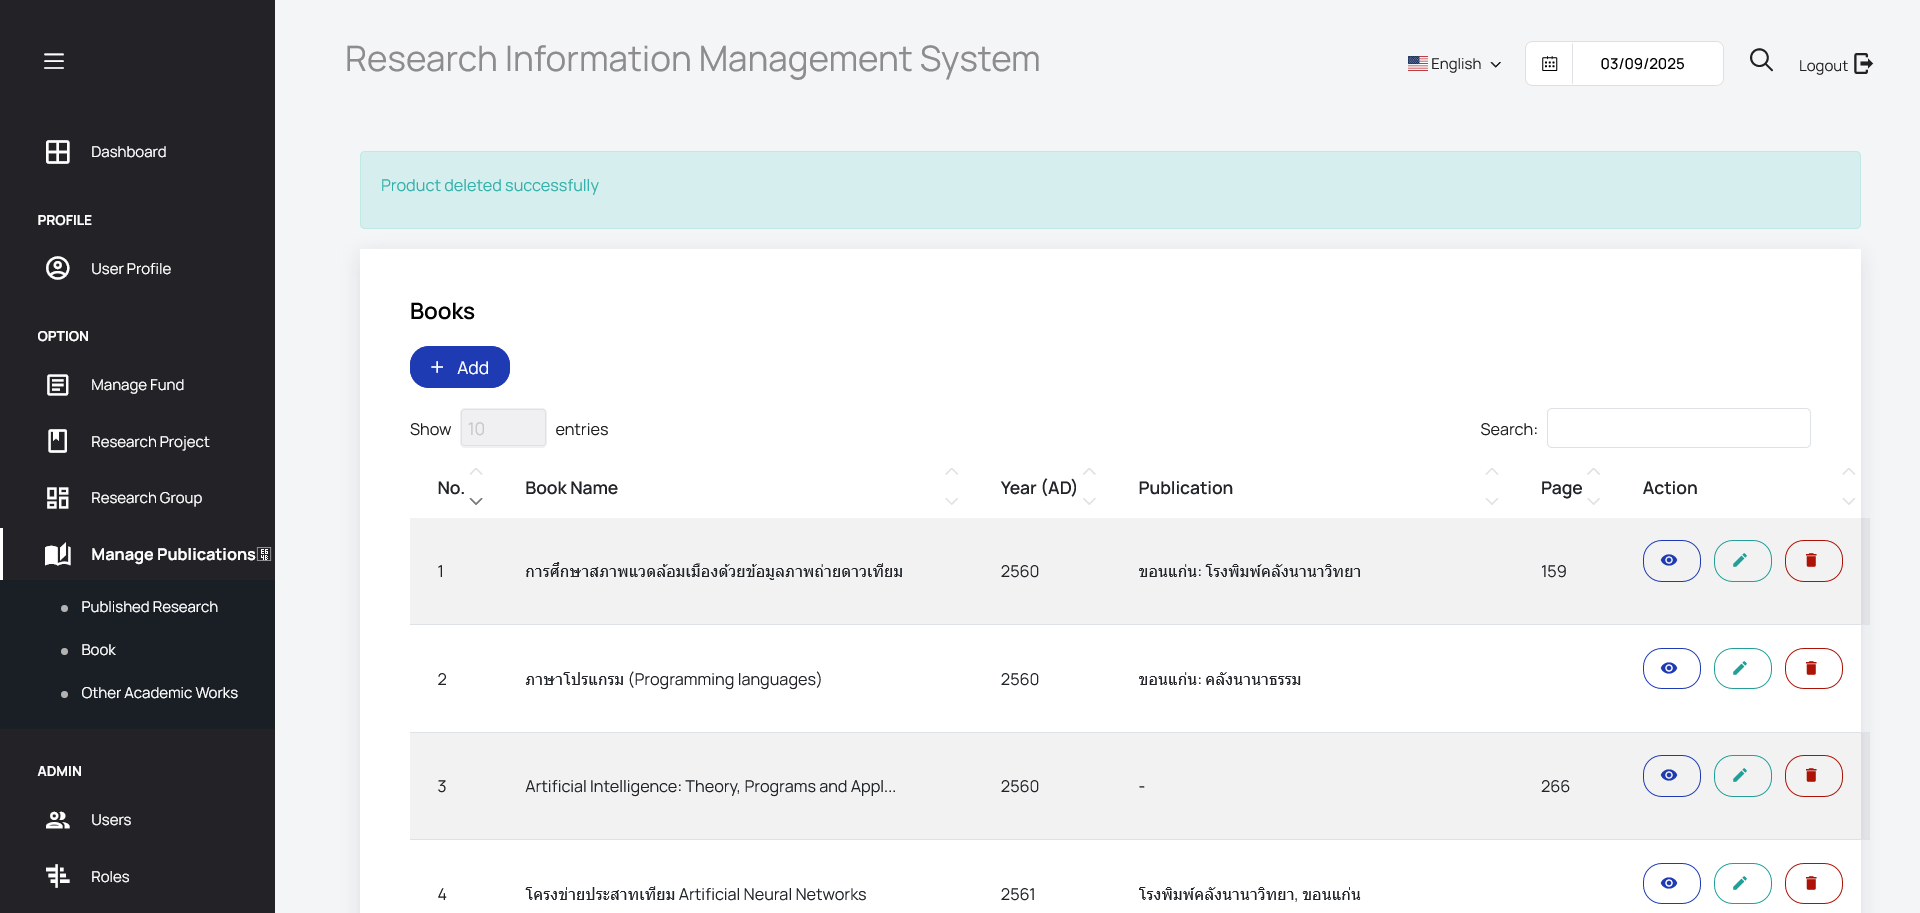 Research Information Management System
English
03/09/2025
Logout
Dashboard
PROFILE
User Profile
OPTION
Manage Fund
Research Project
Research Group
Manage Publications
Published Research
Book
Other Academic Works
ADMIN
Users
Roles
Product deleted successfully
Books
+ Add
Show 10 entries
Search:
No. Book Name Year (AD) Publication Page Action
1 การศึกษาสภาพแวดล้อมเมืองด้วยข้อมูลภาพถ่ายดาวเทียม 2560 ขอนแก่น: โรงพิมพ์คลังนานาวิทยา 159
2 ภาษาโปรแกรม (Programming languages) 2560 ขอนแก่น: คลังนานาธรรม
3 Artificial Intelligence: Theory, Programs and Appl... 2560 - 266
4 โครงข่ายประสาทเทียม Artificial Neural Networks 2561 โรงพิมพ์คลังนานาวิทยา, ขอนแก่น